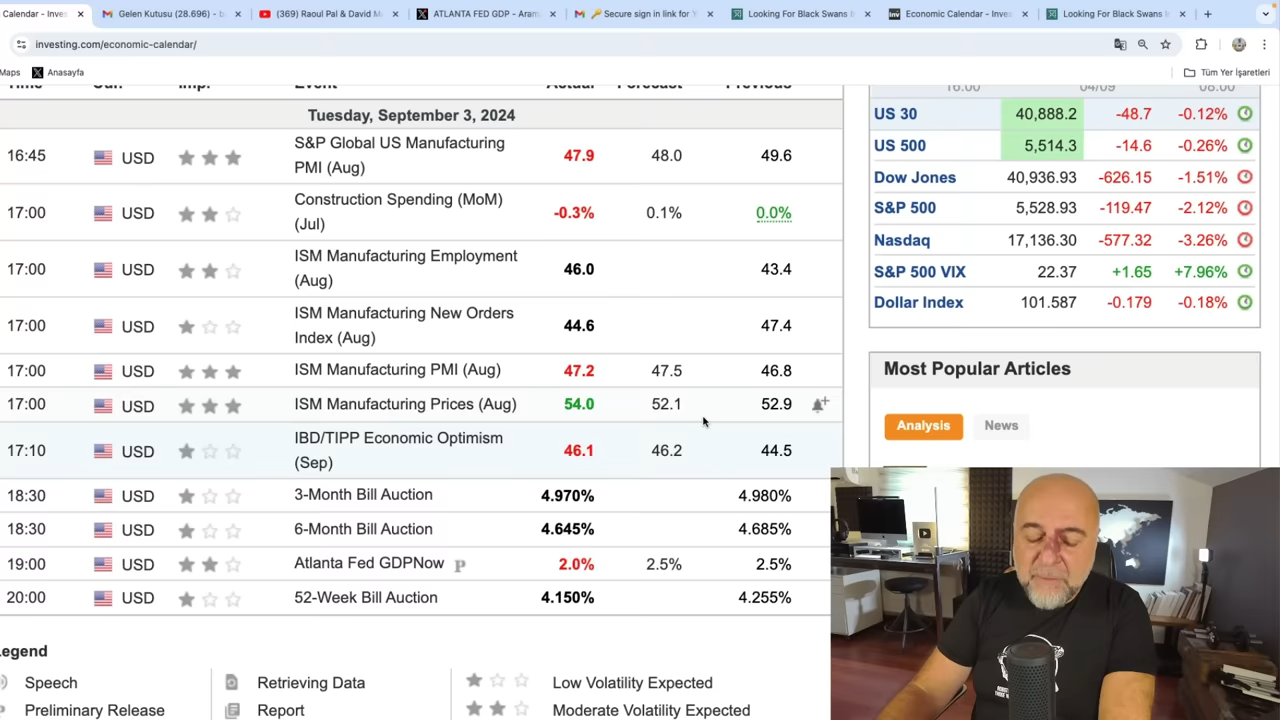 Calendar - Inves
Gelen Kutusu (28.696) - b
(369) Raoul Pal & David M
ATLANTA FED GDP - Aram
Secure sign in link for Y
Looking For Black Swans I
Economic Calendar - Inves
Looking For Black Swans I
investing.com/economic-calendar/
Maps
Anasayfa
Tüm Yer İşaretleri
Time Cur. Imp. Event Actual Forecast Previous
Tuesday, September 3, 2024
16:45 USD S&P Global US Manufacturing PMI (Aug) 47.9 48.0 49.6
17:00 USD Construction Spending (MoM) (Jul) -0.3% 0.1% 0.0%
17:00 USD ISM Manufacturing Employment (Aug) 46.0 43.4
17:00 USD ISM Manufacturing New Orders Index (Aug) 44.6 47.4
17:00 USD ISM Manufacturing PMI (Aug) 47.2 47.5 46.8
17:00 USD ISM Manufacturing Prices (Aug) 54.0 52.1 52.9
17:10 USD IBD/TIPP Economic Optimism (Sep) 46.1 46.2 44.5
18:30 USD 3-Month Bill Auction 4.970% 4.980%
18:30 USD 6-Month Bill Auction 4.645% 4.685%
19:00 USD Atlanta Fed GDPNow P 2.0% 2.5% 2.5%
20:00 USD 52-Week Bill Auction 4.150% 4.255%
Legend
Speech
Retrieving Data
Low Volatility Expected
Preliminary Release
Report
Moderate Volatility Expected
16:00 04/09 08:00
US 30 40,888.2 -48.7 -0.12%
US 500 5,514.3 -14.6 -0.26%
Dow Jones 40,936.93 -626.15 -1.51%
S&P 500 5,528.93 -119.47 -2.12%
Nasdaq 17,136.30 -577.32 -3.26%
S&P 500 VIX 22.37 +1.65 +7.96%
Dollar Index 101.587 -0.179 -0.18%
Most Popular Articles
Analysis
News